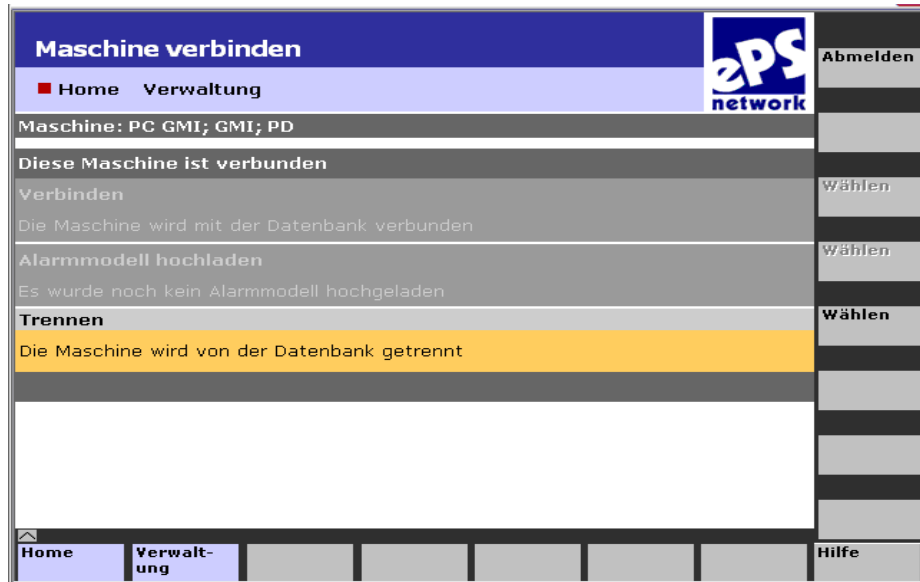 Maschine verbinden
ePS
network
Abmelden
Home Verwaltung
Maschine: PC GMI; GMI; PD
Diese Maschine ist verbunden
Verbinden
Wählen
Die Maschine wird mit der Datenbank verbunden
Alarmmodell hochladen
Wählen
Es wurde noch kein Alarmmodell hochgeladen
Trennen
Wählen
Die Maschine wird von der Datenbank getrennt
Home
Verwalt-
ung
Hilfe